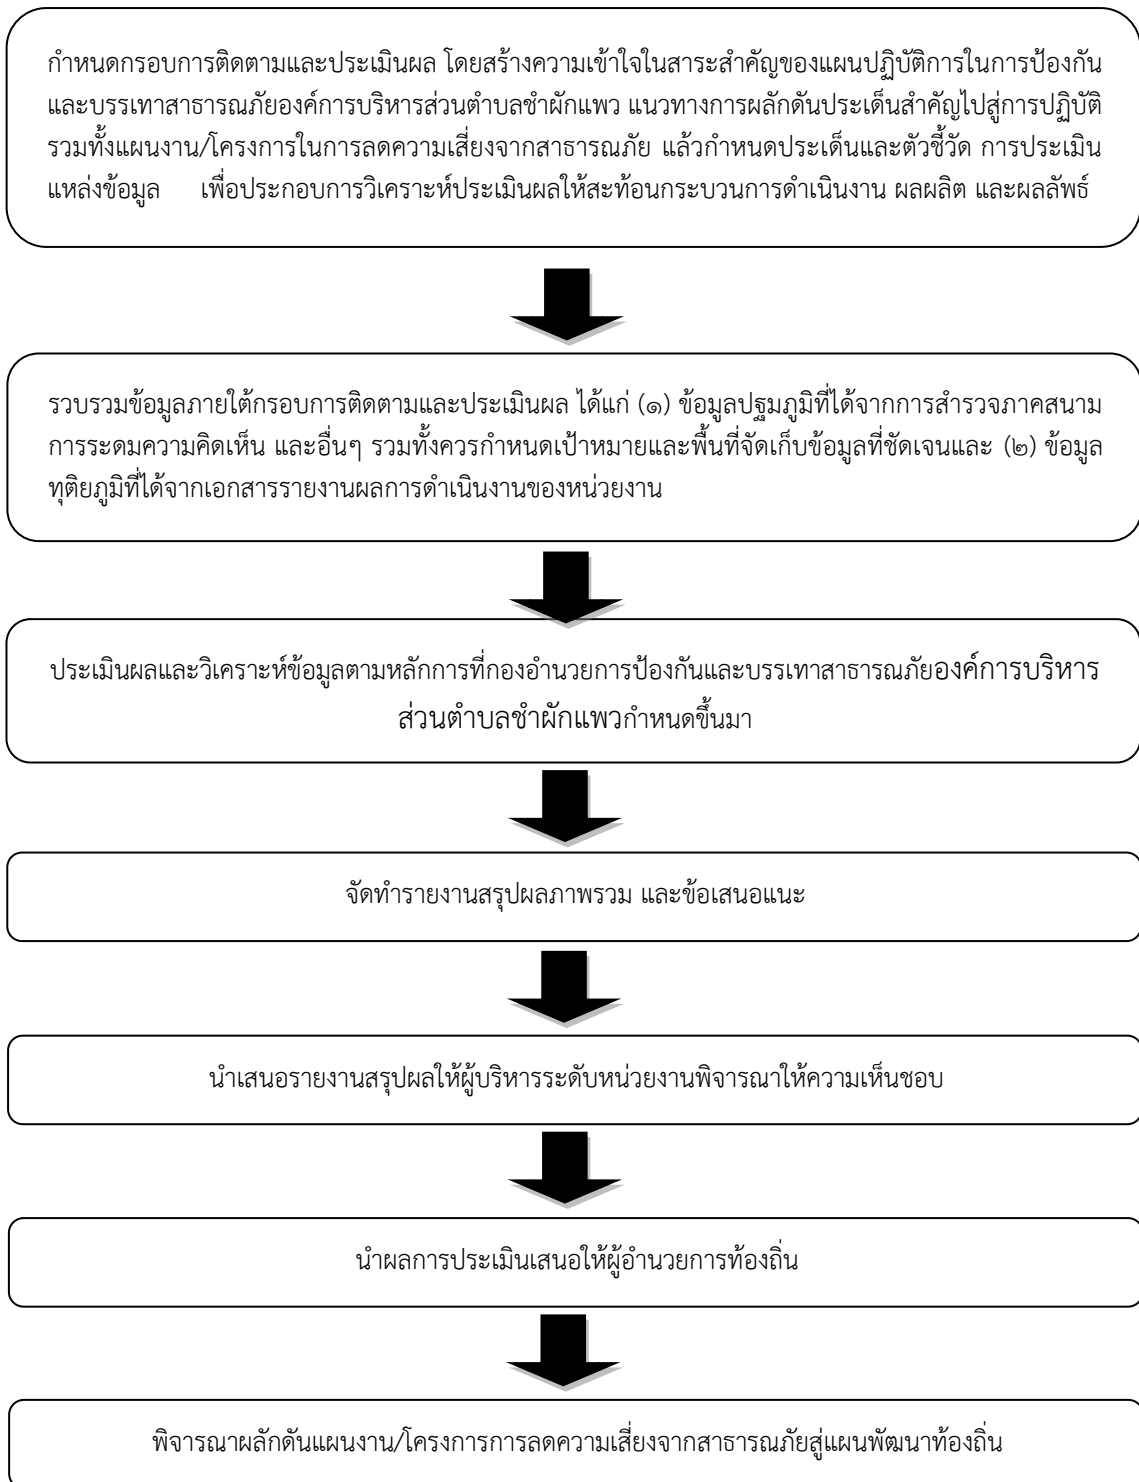 กำหนดกรอบการติดตามและประเมินผล โดยสร้างความเข้าใจในสาระสำคัญของแผนปฏิบัติการในการป้องกัน
และบรรเทาสาธารณภัยองค์การบริหารส่วนตำบลชำผักแพว แนวทางการผลักดันประเด็นสำคัญไปสู่การปฏิบัติ
รวมทั้งแผนงาน/โครงการในการลดความเสี่ยงจากสาธารณภัย แล้วกำหนดประเด็นและตัวชี้วัด การประเมิน
แหล่งข้อมูล เพื่อประกอบการวิเคราะห์ประเมินผลให้สะท้อนกระบวนการดำเนินงาน ผลผลิต และผลลัพธ์
รวบรวมข้อมูลภายใต้กรอบการติดตามและประเมินผล ได้แก่ (๑) ข้อมูลปฐมภูมิที่ได้จากการสำรวจภาคสนาม
การระดมความคิดเห็น และอื่นๆ รวมทั้งควรกำหนดเป้าหมายและพื้นที่จัดเก็บข้อมูลที่ชัดเจนและ (๒) ข้อมูล
ทุติยภูมิที่ได้จากเอกสารรายงานผลการดำเนินงานของหน่วยงาน
ประเมินผลและวิเคราะห์ข้อมูลตามหลักการที่กองอำนวยการป้องกันและบรรเทาสาธารณภัยองค์การบริหาร
ส่วนตำบลชำผักแพวกำหนดขึ้นมา
จัดทำรายงานสรุปผลภาพรวม และข้อเสนอแนะ
นำเสนอรายงานสรุปผลให้ผู้บริหารระดับหน่วยงานพิจารณาให้ความเห็นชอบ
นำผลการประเมินเสนอให้ผู้อำนวยการท้องถิ่น
พิจารณาผลักดันแผนงาน/โครงการการลดความเสี่ยงจากสาธารณภัยสู่แผนพัฒนาท้องถิ่น